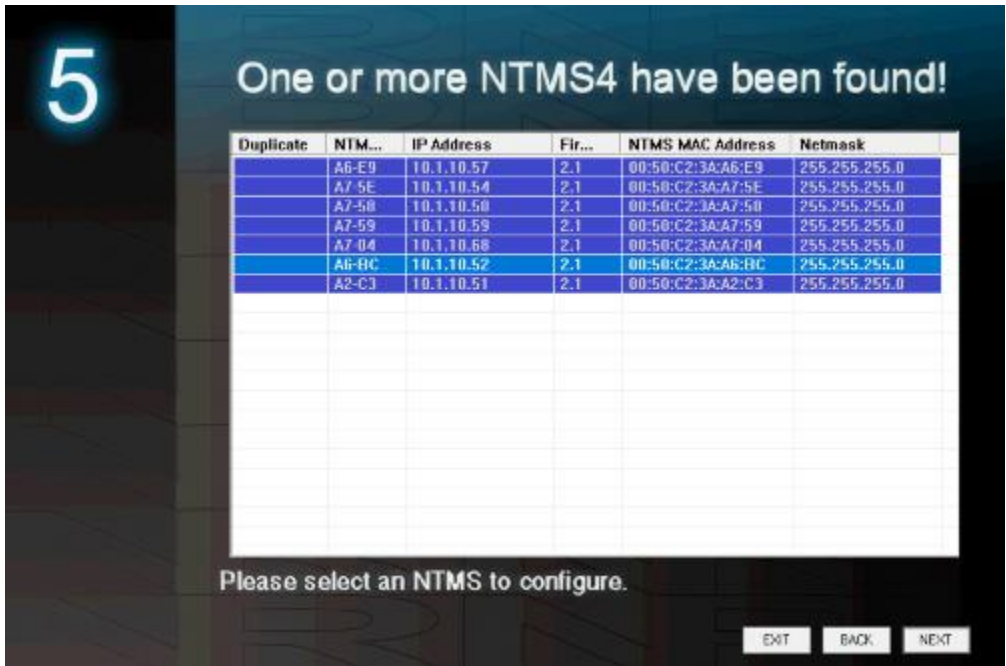 5
One or more NTMS4 have been found!
Duplicate NTM... IP Address Fir... NTMS MAC Address Netmask
A6-E9 10.1.10.57 2.1 00:50:C2:3A:A6:E9 255.255.255.0
A7-5E 10.1.10.54 2.1 00:50:C2:3A:A7:5E 255.255.255.0
A7-58 10.1.10.50 2.1 00:50:C2:3A:A7:58 255.255.255.0
A7-59 10.1.10.59 2.1 00:50:C2:3A:A7:59 255.255.255.0
A7-04 10.1.10.68 2.1 00:50:C2:3A:A7:04 255.255.255.0
A6-BC 10.1.10.52 2.1 00:50:C2:3A:A6:BC 255.255.255.0
A2-C3 10.1.10.51 2.1 00:50:C2:3A:A2:C3 255.255.255.0
Please select an NTMS to configure.
EXIT BACK NEXT